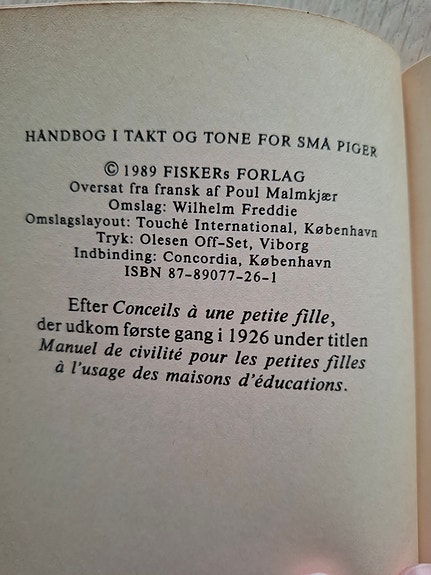 HÅNDBOG I TAKT OG TONE FOR SMÅ PIGER
© 1989 FISKERs FORLAG
Oversat fra fransk af Poul Malmkjær
Omslag: Wilhelm Freddie
Omslagslayout: Touché International, København
Tryk: Olesen Off-Set, Viborg
Indbinding: Concordia, København
ISBN 87-89077-26-1
Efter Conceils à une petite fille,
der udkom første gang i 1926 under titlen
Manuel de civilité pour les petites filles
à l'usage des maisons d'éducations.